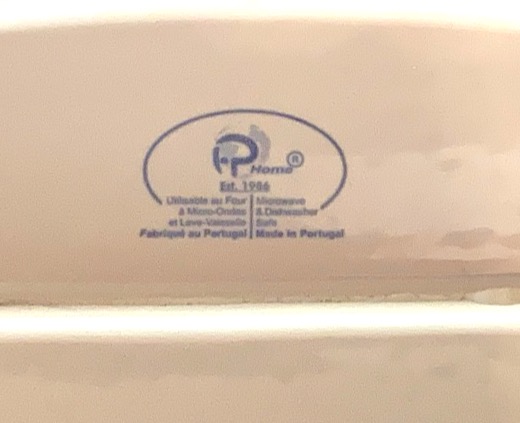 P Home ®
Est. 1986
Utilisable au Four | Microwave
à Micro-Ondes | & Dishwasher
et Lave-Vaisselle | Safe
Fabriqué au Portugal | Made in Portugal